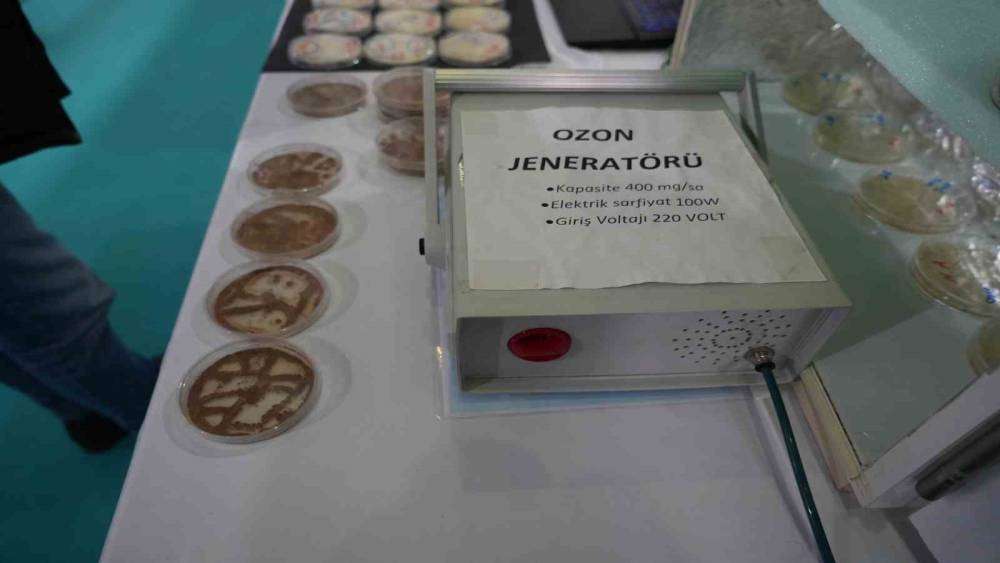 OZON
JENERATÖRÜ
•Kapasite 400 mg/sa
•Elektrik sarfiyat 100W
•Giriş Voltajı 220 VOLT